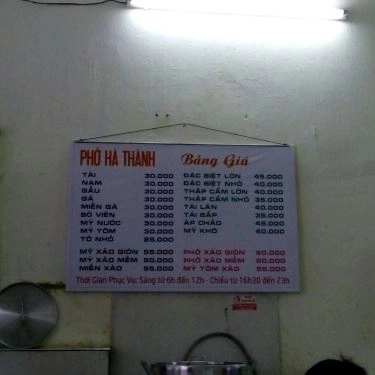 PHỞ HÀ THÀNH Bảng Giá
TÁI 30.000 ĐẶC BIỆT LỚN 45.000
NẠM 30.000 ĐẶC BIỆT NHỎ 40.000
GẦU 30.000 THẬP CẨM LỚN 40.000
GÀ 30.000 THẬP CẨM NHỎ 35.000
MIẾN GÀ 30.000 TÁI LĂN 40.000
BÒ VIÊN 30.000 TÁI BẮP 35.000
MỲ NƯỚC 30.000 ÁP CHẢO 45.000
MỲ TÔM 30.000 MỲ KHÔ 40.000
TÔ NHỎ 25.000
MỲ XÀO GIÒN 55.000 PHỞ XÀO GIÒN 60.000
MỲ XÀO MỀM 50.000 PHỞ XÀO MỀM 50.000
MIẾN XÀO 55.000 MỲ TÔM XÀO 55.000
Thời Gian Phục Vụ: Sáng từ 6h đến 12h - Chiều từ 16h30 đến 23h